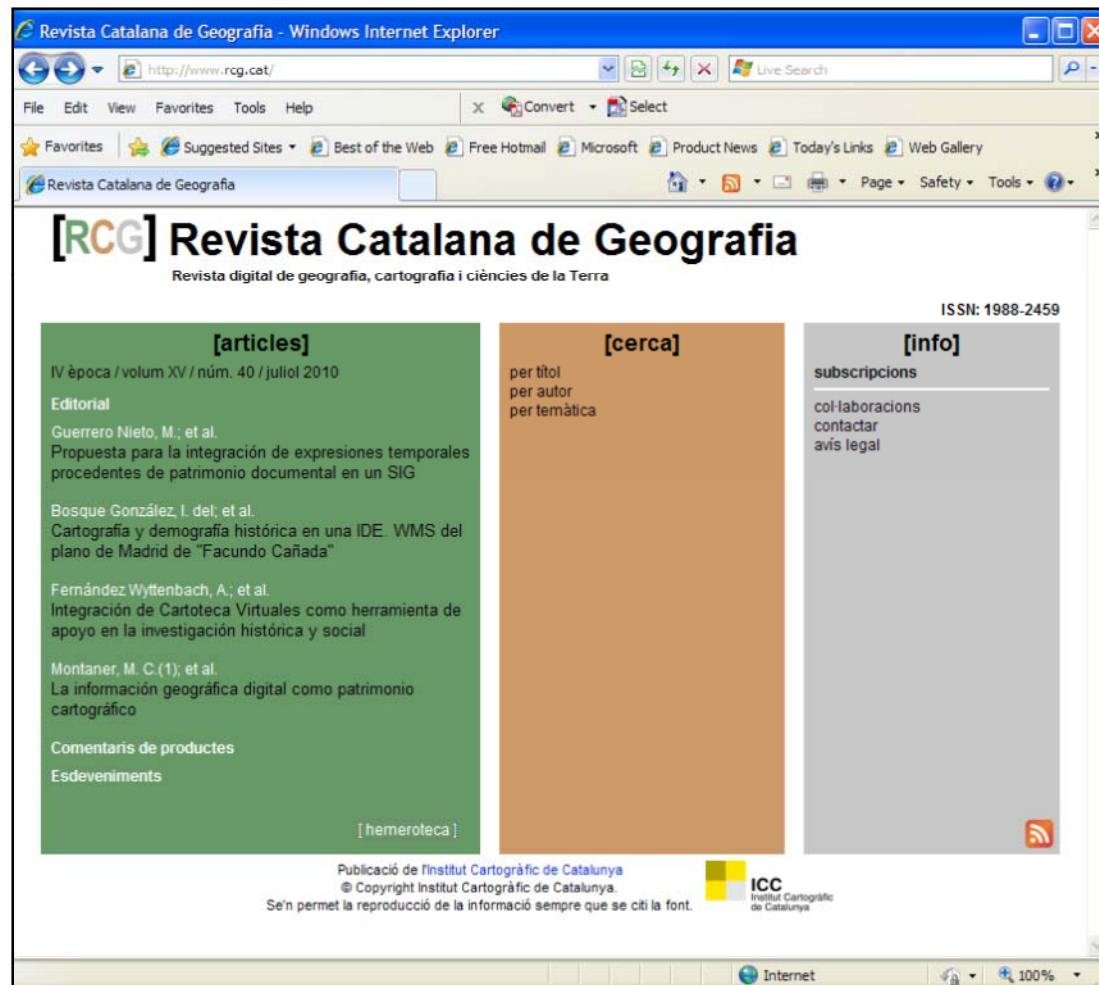 Revista Catalana de Geografia - Windows Internet Explorer
http://www.rcg.cat/
Live Search
File Edit View Favorites Tools Help
x Convert Select
Favorites Suggested Sites Best of the Web Free Hotmail Microsoft Product News Today's Links Web Gallery
Revista Catalana de Geografia
Page Safety Tools
[RCG] Revista Catalana de Geografia
Revista digital de geografia, cartografia i ciències de la Terra
ISSN: 1988-2459
[articles]
IV època / volum XV / núm. 40 / juliol 2010
Editorial
Guerrero Nieto, M.; et al.
Propuesta para la integración de expresiones temporales
procedentes de patrimonio documental en un SIG
Bosque González, I. del; et al.
Cartografía y demografía histórica en una IDE. WMS del
plano de Madrid de "Facundo Cañada"
Fernández Wyttenbach, A.; et al.
Integración de Cartoteca Virtuales como herramienta de
apoyo en la investigación histórica y social
Montaner, M. C.(1); et al.
La información geográfica digital como patrimonio
cartográfico
Comentaris de productes
Esdeveniments
[ hemeroteca ]
[cerca]
per títol
per autor
per temàtica
[info]
subscripcions
col·laboracions
contactar
avís legal
Publicació de l'Institut Cartogràfic de Catalunya
© Copyright Institut Cartogràfic de Catalunya.
Se'n permet la reproducció de la informació sempre que se citi la font.
ICC
Institut Cartogràfic
de Catalunya
Internet
100%